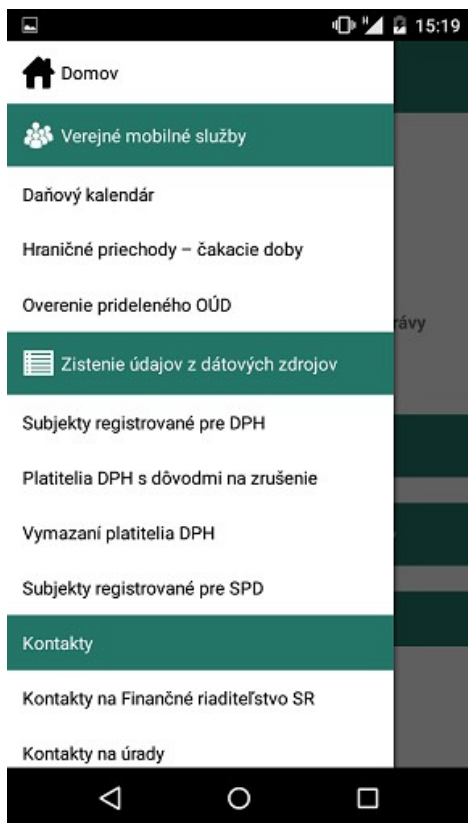 15:19
Domov
Verejné mobilné služby
Daňový kalendár
Hraničné priechody – čakacie doby
Overenie prideleného OÚD
rávy
Zistenie údajov z dátových zdrojov
Subjekty registrované pre DPH
Platitelia DPH s dôvodmi na zrušenie
Vymazaní platitelia DPH
Subjekty registrované pre SPD
Kontakty
Kontakty na Finančné riaditeľstvo SR
Kontakty na úrady